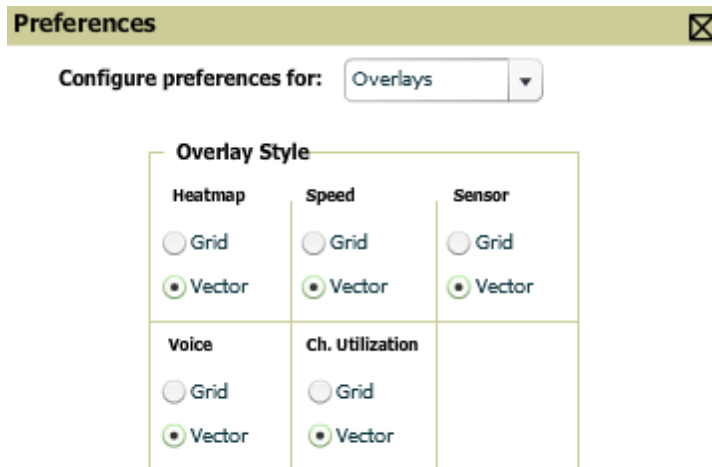 Preferences
Configure preferences for: Overlays
Overlay Style
Heatmap Speed Sensor
Grid Grid Grid
Vector Vector Vector
Voice Ch. Utilization
Grid Grid
Vector Vector